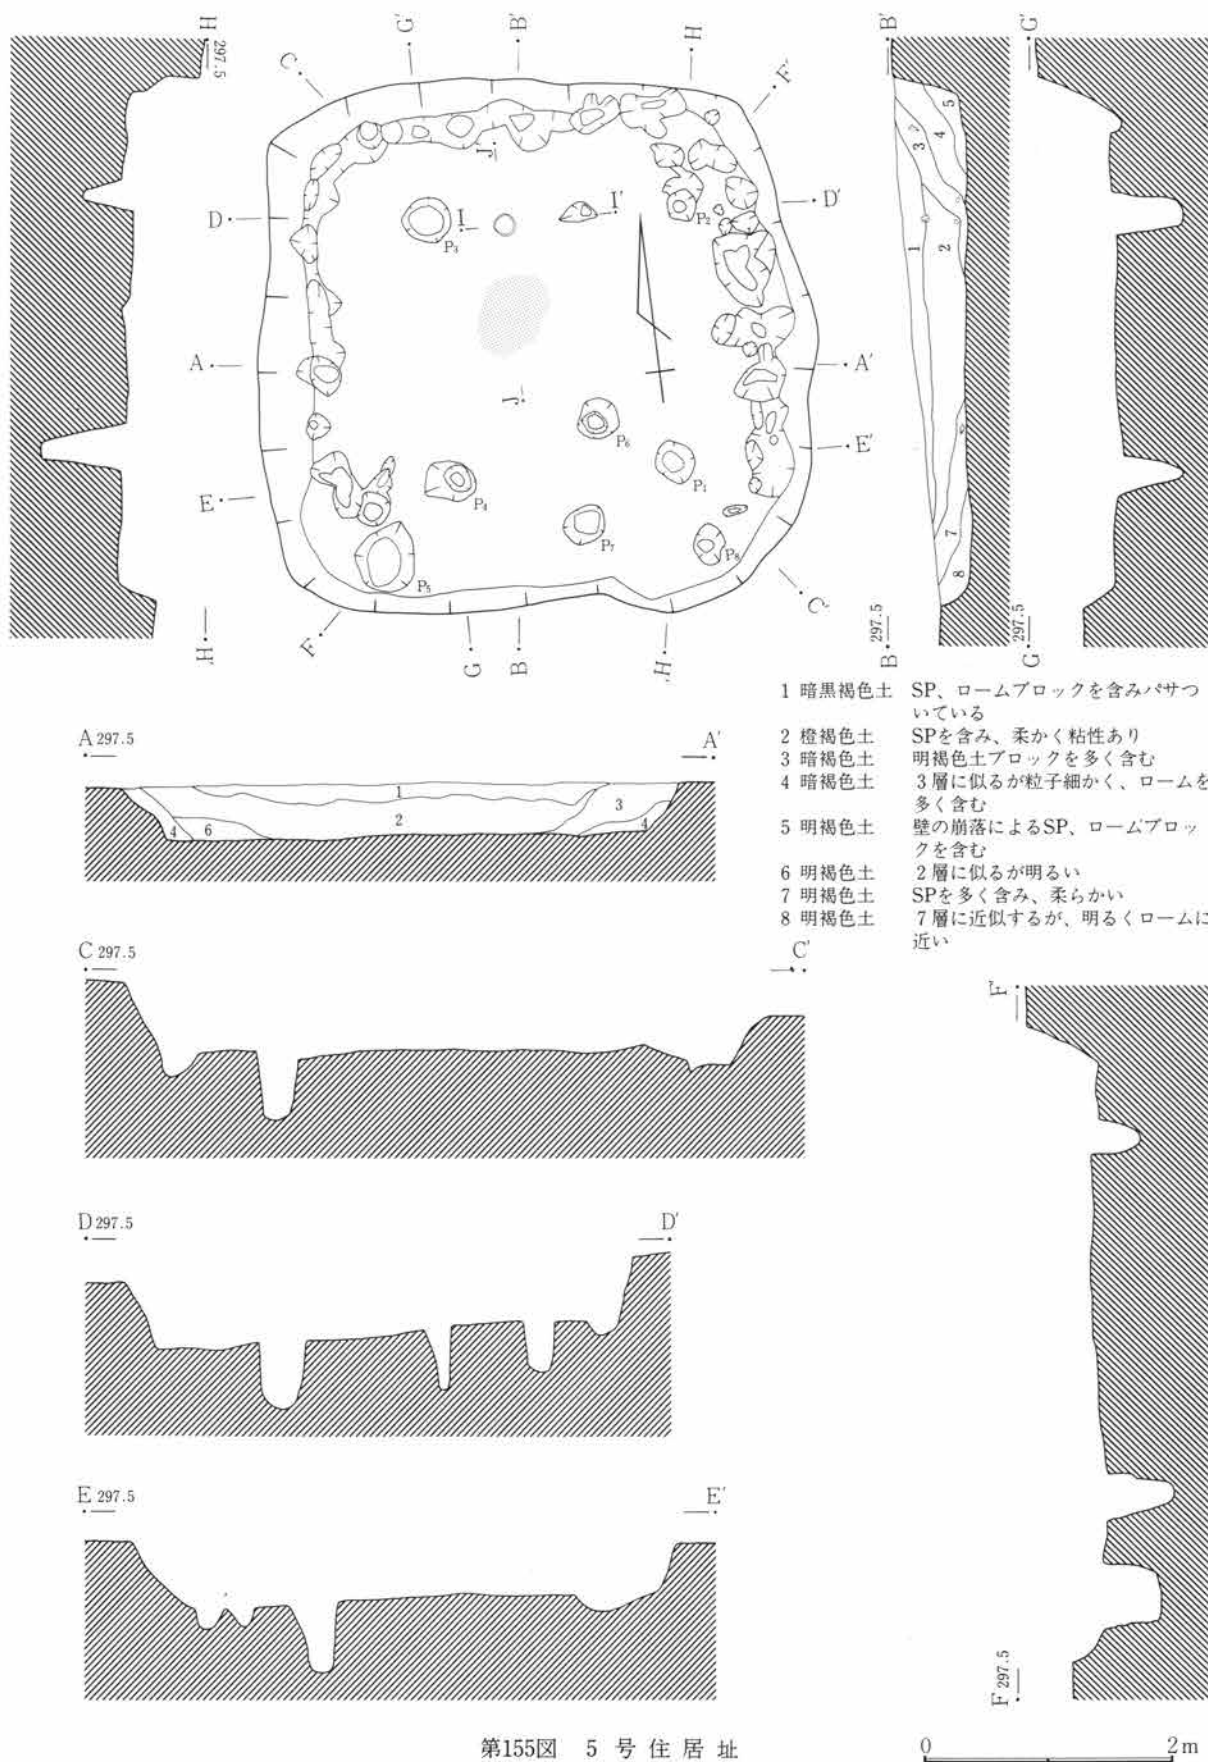 H
G′
B′
H
297.5
C
F′
B′
G′
J
D
I
I′
D′
P₃
P₂
5
4
3
1
2
A
A′
J
P₆
E′
E
P₄
P₁
P₇
P₈
P₅
7
8
C′
F
297.5
297.5
H′
G
B
H′
B
G
1 暗黒褐色土 SP、ロームブロックを含みパサつ
いている
2 橙褐色土 SPを含み、柔かく粘性あり
3 暗褐色土 明褐色土ブロックを多く含む
4 暗褐色土 3層に似るが粒子細かく、ロームを
多く含む
5 明褐色土 壁の崩落によるSP、ロームブロッ
クを含む
6 明褐色土 2層に似るが明るい
7 明褐色土 SPを多く含み、柔らかい
8 明褐色土 7層に近似するが、明るくロームに
近い
A 297.5
A′
1
2
3
4
6
4
C 297.5
C′
F′
D 297.5
D′
E 297.5
E′
F 297.5
第155図 5号住居址
0
2m